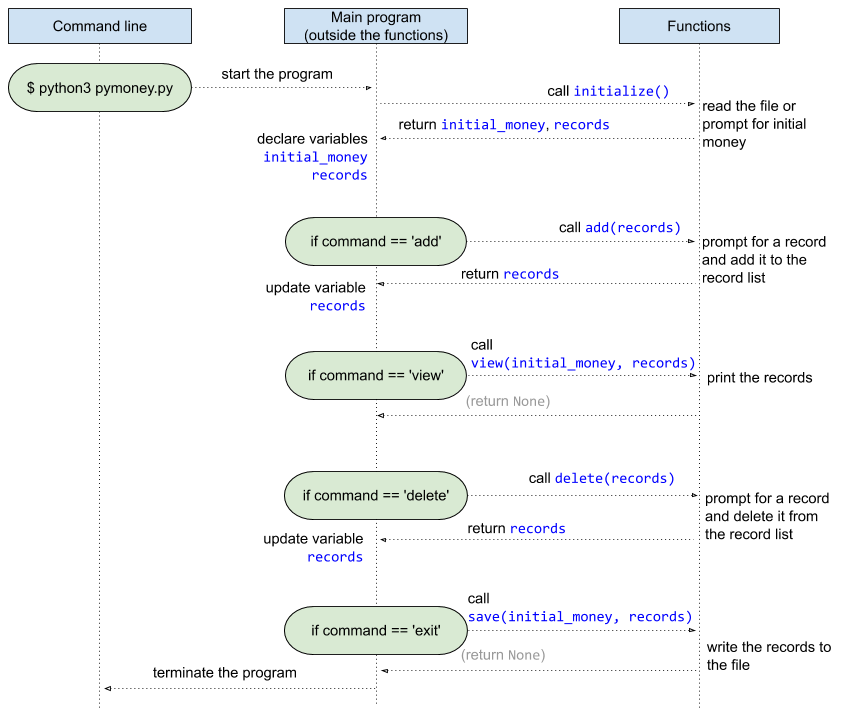 Command line
Main program
(outside the functions)
Functions
$ python3 pymoney.py
start the program
call initialize()
read the file or
prompt for initial
money
return initial_money, records
declare variables
initial_money
records
if command == 'add'
call add(records)
prompt for a record
and add it to the
record list
return records
update variable
records
call
view(initial_money, records)
if command == 'view'
print the records
(return None)
call delete(records)
if command == 'delete'
prompt for a record
and delete it from
the record list
return records
update variable
records
call
save(initial_money, records)
if command == 'exit'
write the records to
the file
(return None)
terminate the program